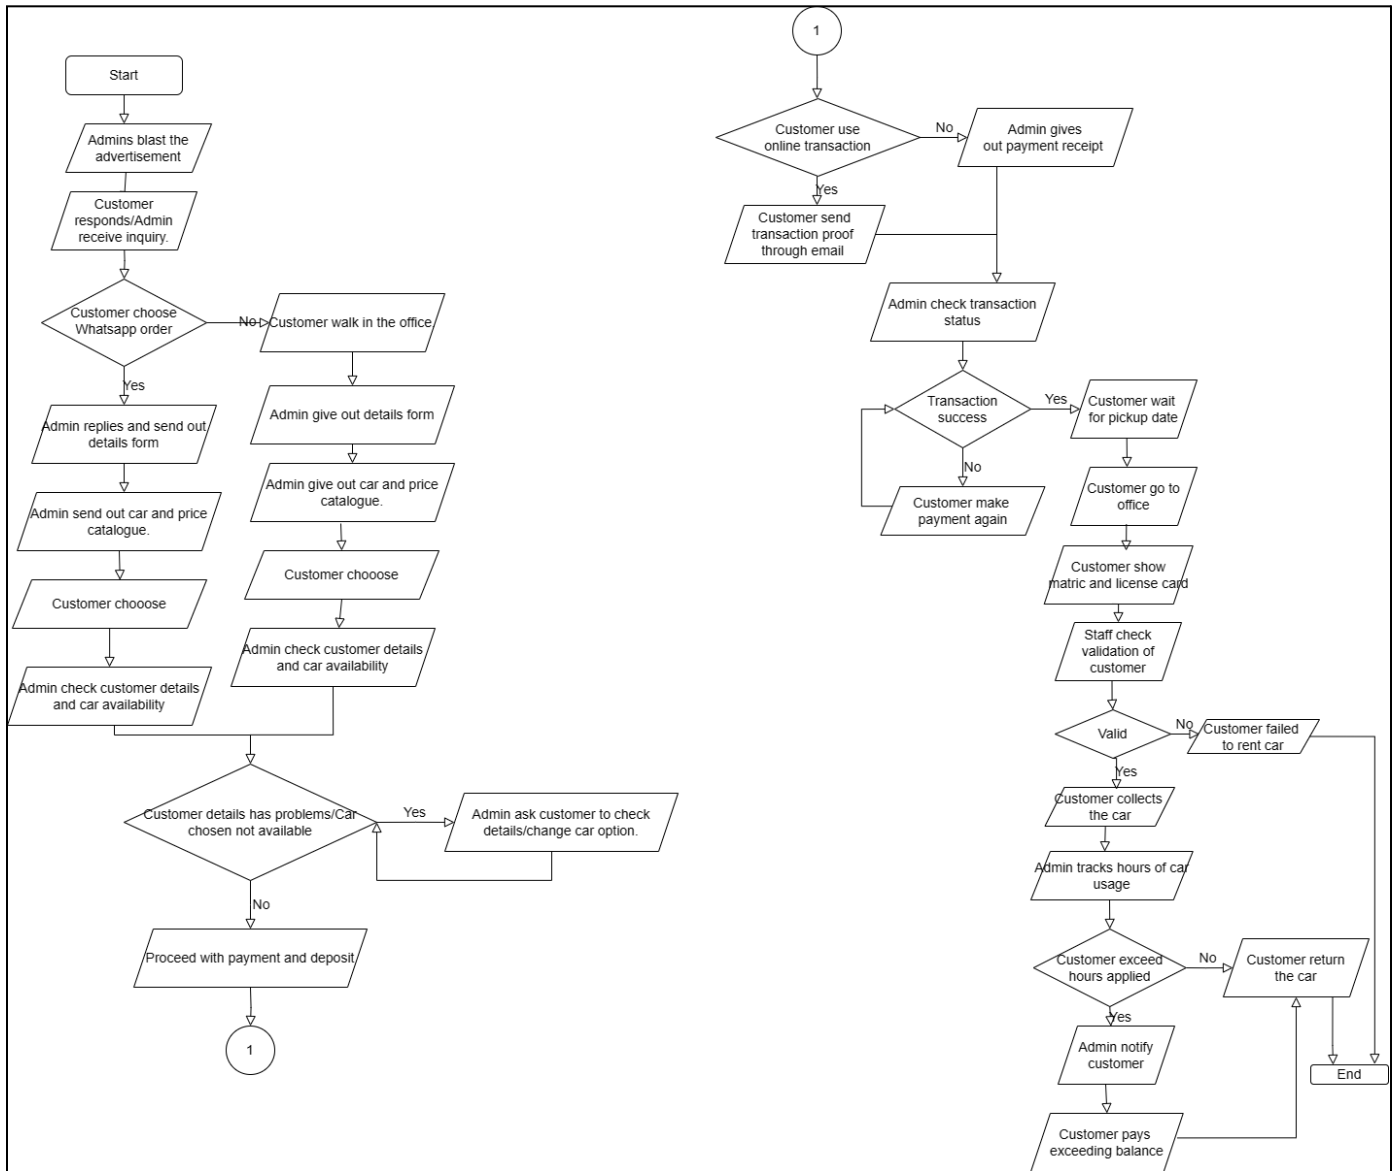 Start
Admins blast the
advertisement
Customer
responds/Admin
receive inquiry.
Customer choose
Whatsapp order
No
Customer walk in the office
Yes
Admin replies and send out
details form
Admin give out details form
Admin send out car and price
catalogue.
Admin give out car and price
catalogue.
Customer chooose
Customer chooose
Admin check customer details
and car availability
Admin check customer details
and car availability
Customer details has problems/Car
chosen not available
Yes
Admin ask customer to check
details/change car option.
No
Proceed with payment and deposit
1
1
Customer use
online transaction
No
Admin gives
out payment receipt
Yes
Customer send
transaction proof
through email
Admin check transaction
status
Transaction
success
Yes
Customer wait
for pickup date
No
Customer make
payment again
Customer go to
office
Customer show
matric and license card
Staff check
validation of
customer
Valid
No
Customer failed
to rent car
Yes
Customer collects
the car
Admin tracks hours of car
usage
Customer exceed
hours applied
No
Customer return
the car
Yes
Admin notify
customer
End
Customer pays
exceeding balance